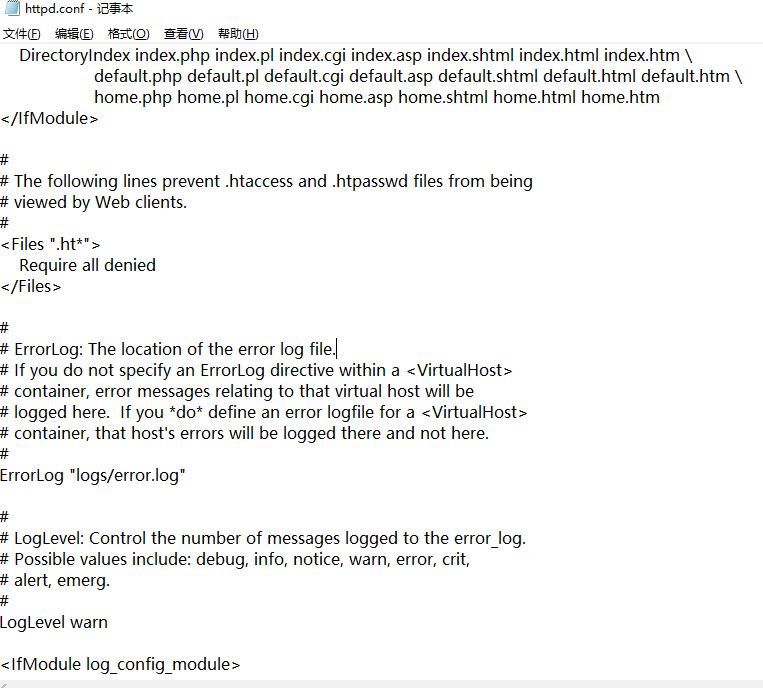 httpd.conf - 记事本
文件(F) 编辑(E) 格式(O) 查看(V) 帮助(H)
DirectoryIndex index.php index.pl index.cgi index.asp index.shtml index.html index.htm \
default.php default.pl default.cgi default.asp default.shtml default.html default.htm \
home.php home.pl home.cgi home.asp home.shtml home.html home.htm
</IfModule>
#
# The following lines prevent .htaccess and .htpasswd files from being
# viewed by Web clients.
#
<Files ".ht*">
Require all denied
</Files>
#
# ErrorLog: The location of the error log file.
# If you do not specify an ErrorLog directive within a <VirtualHost>
# container, error messages relating to that virtual host will be
# logged here.  If you *do* define an error logfile for a <VirtualHost>
# container, that host's errors will be logged there and not here.
#
ErrorLog "logs/error.log"
#
# LogLevel: Control the number of messages logged to the error_log.
# Possible values include: debug, info, notice, warn, error, crit,
# alert, emerg.
#
LogLevel warn
<IfModule log_config_module>